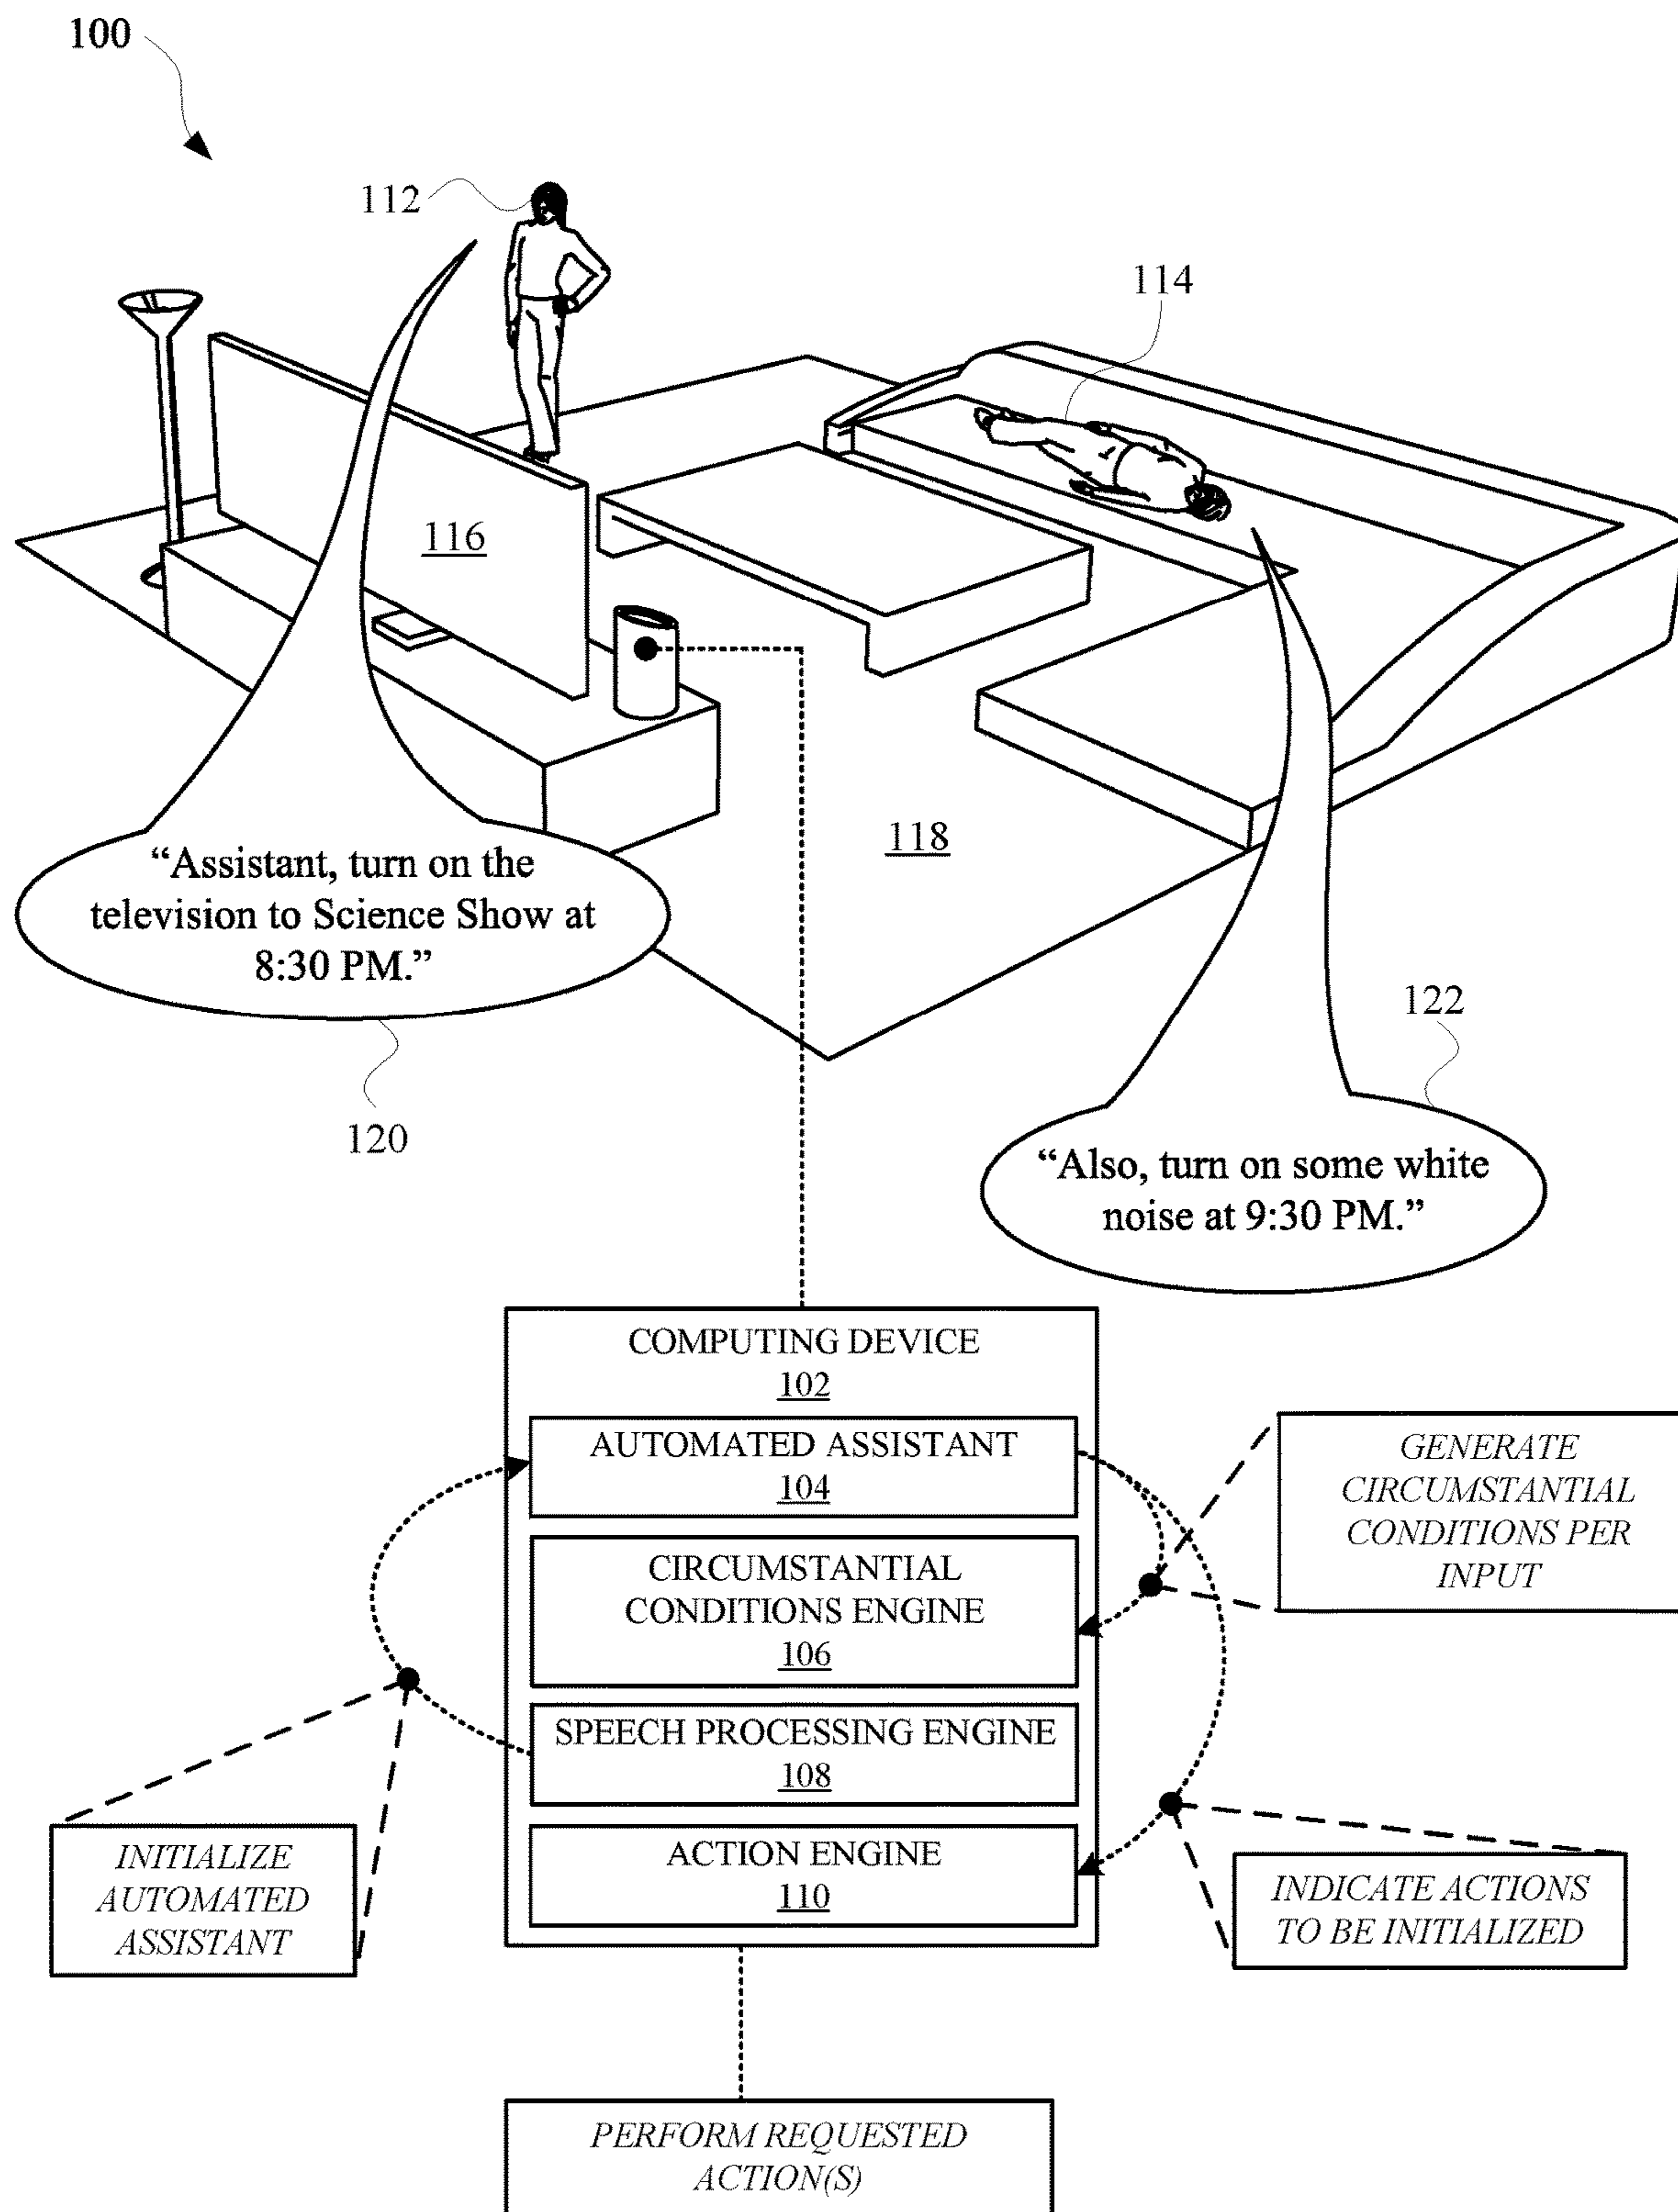 100
112
114
116
118
“Assistant, turn on the
television to Science Show at
8:30 PM.”
120
122
“Also, turn on some white
noise at 9:30 PM.”
COMPUTING DEVICE
102
AUTOMATED ASSISTANT
104
CIRCUMSTANTIAL
CONDITIONS ENGINE
106
SPEECH PROCESSING ENGINE
108
ACTION ENGINE
110
GENERATE
CIRCUMSTANTIAL
CONDITIONS PER
INPUT
INITIALIZE
AUTOMATED
ASSISTANT
INDICATE ACTIONS
TO BE INITIALIZED
PERFORM REQUESTED
ACTION(S)